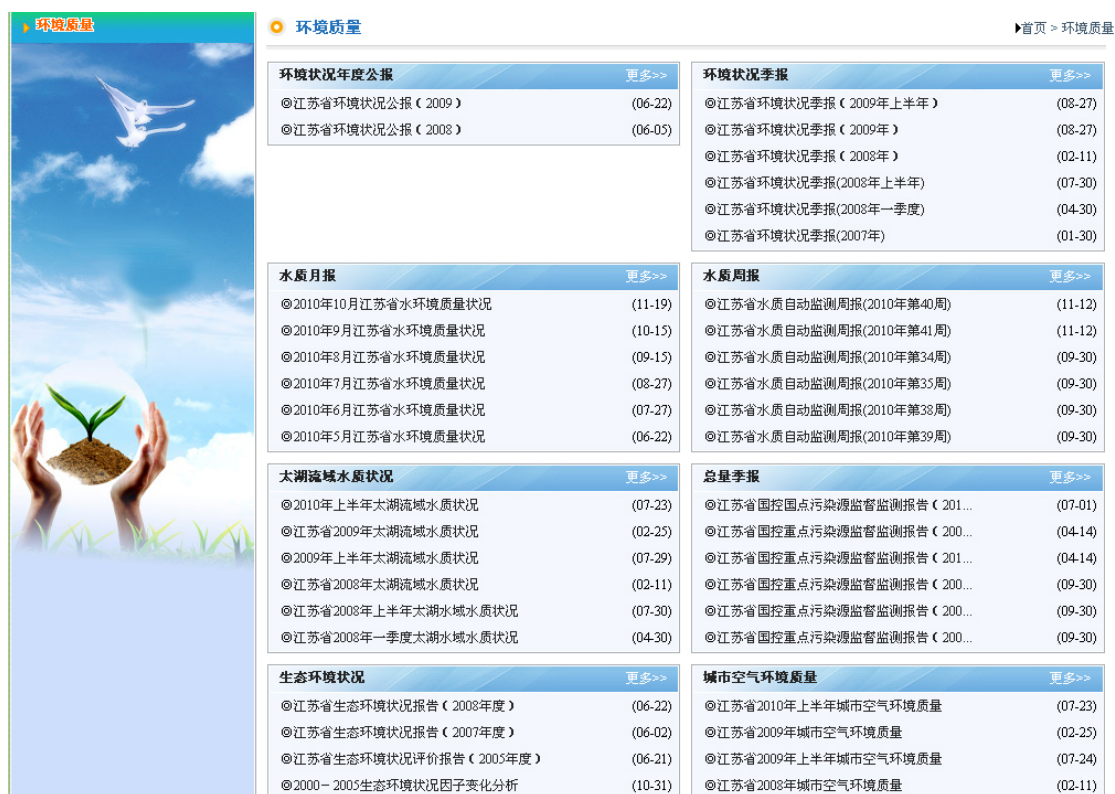 环境质量
环境质量
首页 > 环境质量
环境状况年度公报 更多>>
◎江苏省环境状况公报（2009） (06-22)
◎江苏省环境状况公报（2008） (06-05)
环境状况季报 更多>>
◎江苏省环境状况季报（2009年上半年） (08-27)
◎江苏省环境状况季报（2009年） (08-27)
◎江苏省环境状况季报（2008年） (02-11)
◎江苏省环境状况季报(2008年上半年) (07-30)
◎江苏省环境状况季报(2008年一季度) (04-30)
◎江苏省环境状况季报(2007年) (01-30)
水质月报 更多>>
◎2010年10月江苏省水环境质量状况 (11-19)
◎2010年9月江苏省水环境质量状况 (10-15)
◎2010年8月江苏省水环境质量状况 (09-15)
◎2010年7月江苏省水环境质量状况 (08-27)
◎2010年6月江苏省水环境质量状况 (07-27)
◎2010年5月江苏省水环境质量状况 (06-22)
水质周报 更多>>
◎江苏省水质自动监测周报(2010年第40周) (11-12)
◎江苏省水质自动监测周报(2010年第41周) (11-12)
◎江苏省水质自动监测周报(2010年第34周) (09-30)
◎江苏省水质自动监测周报(2010年第35周) (09-30)
◎江苏省水质自动监测周报(2010年第38周) (09-30)
◎江苏省水质自动监测周报(2010年第39周) (09-30)
太湖流域水质状况 更多>>
◎2010年上半年太湖流域水质状况 (07-23)
◎江苏省2009年太湖流域水质状况 (02-25)
◎2009年上半年太湖流域水质状况 (07-29)
◎江苏省2008年太湖流域水质状况 (02-11)
◎江苏省2008年上半年太湖水域水质状况 (07-30)
◎江苏省2008年一季度太湖水域水质状况 (04-30)
总量季报 更多>>
◎江苏省国控国点污染源监督监测报告（201... (07-01)
◎江苏省国控重点污染源监督监测报告（200... (04-14)
◎江苏省国控重点污染源监督监测报告（201... (04-14)
◎江苏省国控重点污染源监督监测报告（200... (09-30)
◎江苏省国控重点污染源监督监测报告（200... (09-30)
◎江苏省国控重点污染源监督监测报告（200... (09-30)
生态环境状况 更多>>
◎江苏省生态环境状况报告（2008年度） (06-22)
◎江苏省生态环境状况报告（2007年度） (06-02)
◎江苏省生态环境状况评价报告（2005年度） (06-21)
◎2000－2005生态环境状况因子变化分析 (10-31)
城市空气环境质量 更多>>
◎江苏省2010年上半年城市空气环境质量 (07-23)
◎江苏省2009年城市空气环境质量 (02-25)
◎江苏省2009年上半年城市空气环境质量 (07-24)
◎江苏省2008年城市空气环境质量 (02-11)